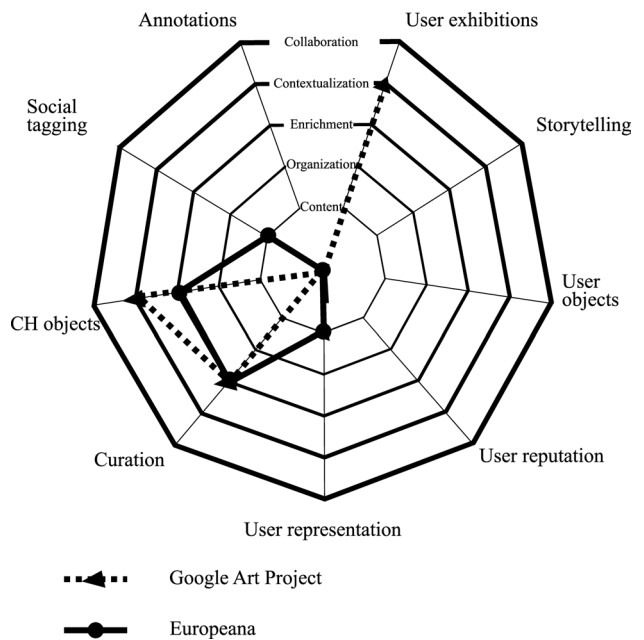 Annotations
User exhibitions
Collaboration
Contextualization
Social
tagging
Enrichment
Storytelling
Organization
Content
User
objects
CH objects
Curation
User reputation
User representation
Google Art Project
Europeana